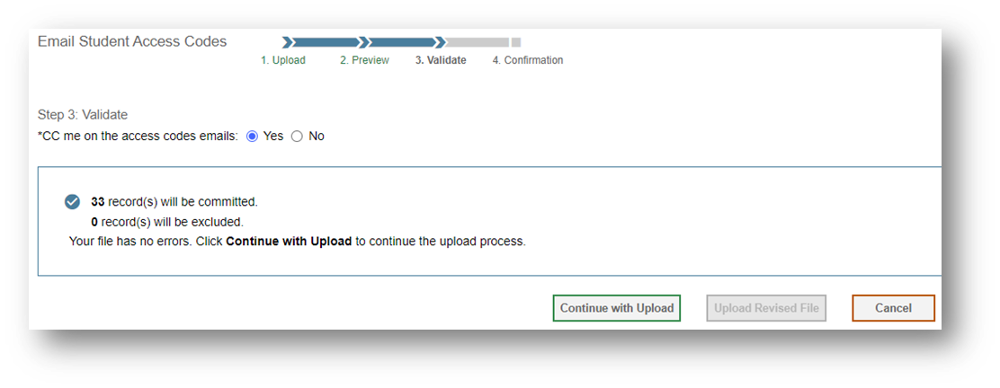 Email Student Access Codes
1. Upload 2. Preview 3. Validate 4. Confirmation
Step 3: Validate
*CC me on the access codes emails: Yes No
33 record(s) will be committed.
0 record(s) will be excluded.
Your file has no errors. Click Continue with Upload to continue the upload process.
Continue with Upload Upload Revised File Cancel